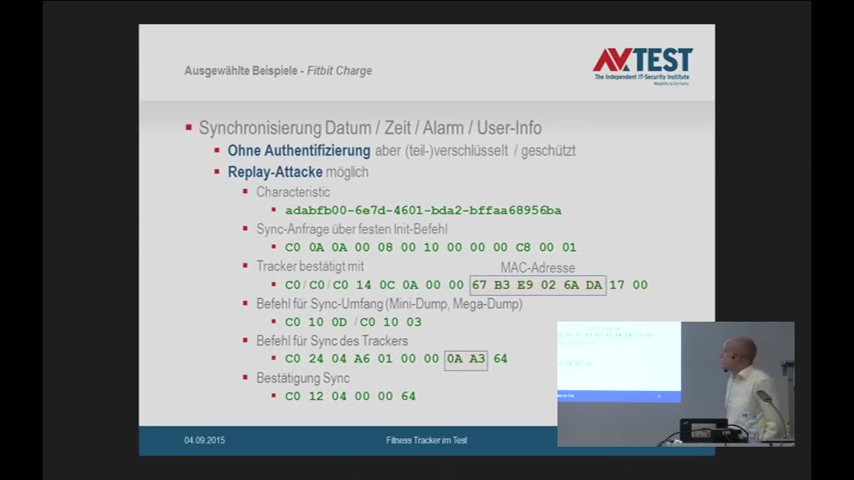 Ausgewählte Beispiele - Fitbit Charge
AVTEST
The Independent IT-Security Institute
Magdeburg Germany
Synchronisierung Datum / Zeit / Alarm / User-Info
Ohne Authentifizierung aber (teil-)verschlüsselt / geschützt
Replay-Attacke möglich
Characteristic
adabfb00-6e7d-4601-bda2-bffaa68956ba
Sync-Anfrage über festen Init-Befehl
C0 0A 0A 00 08 00 10 00 00 00 C8 00 01
Tracker bestätigt mit MAC-Adresse
C0/C0/C0 14 0C 0A 00 00 67 B3 E9 02 6A DA 17 00
Befehl für Sync-Umfang (Mini-Dump, Mega-Dump)
C0 10 0D /C0 10 03
Befehl für Sync des Trackers
C0 24 04 A6 01 00 00 0A A3 64
Bestätigung Sync
C0 12 04 00 00 64
04.09.2015 Fitness Tracker im Test